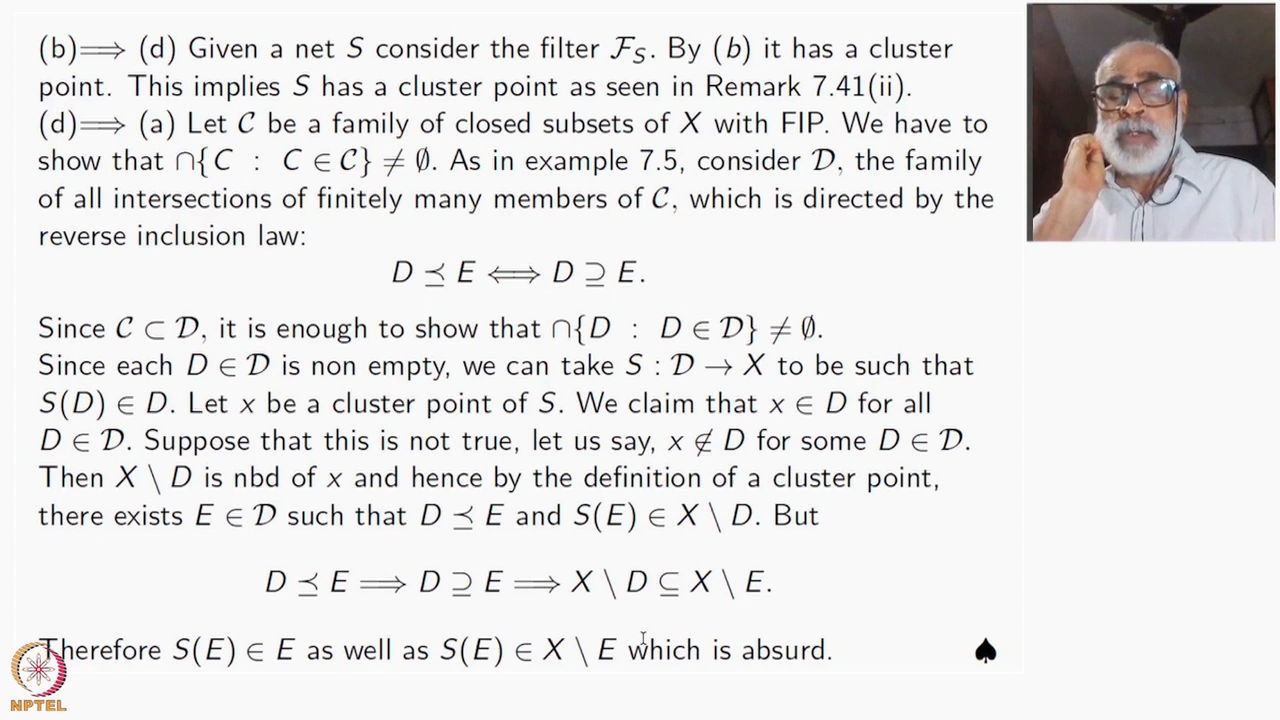 (b)⟹ (d) Given a net S consider the filter ℱ_S. By (b) it has a cluster
point. This implies S has a cluster point as seen in Remark 7.41(ii).
(d)⟹ (a) Let 𝒞 be a family of closed subsets of X with FIP. We have to
show that ∩{C : C ∈ 𝒞} ≠ ∅. As in example 7.5, consider 𝒟, the family
of all intersections of finitely many members of 𝒞, which is directed by the
reverse inclusion law:
D ⪯ E ⟺ D ⊇ E.
Since 𝒞 ⊂ 𝒟, it is enough to show that ∩{D : D ∈ 𝒟} ≠ ∅.
Since each D ∈ 𝒟 is non empty, we can take S : 𝒟 → X to be such that
S(D) ∈ D. Let x be a cluster point of S. We claim that x ∈ D for all
D ∈ 𝒟. Suppose that this is not true, let us say, x ∉ D for some D ∈ 𝒟.
Then X \ D is nbd of x and hence by the definition of a cluster point,
there exists E ∈ 𝒟 such that D ⪯ E and S(E) ∈ X \ D. But
D ⪯ E ⟹ D ⊇ E ⟹ X \ D ⊆ X \ E.
Therefore S(E) ∈ E as well as S(E) ∈ X \ E which is absurd. ♠
NPTEL